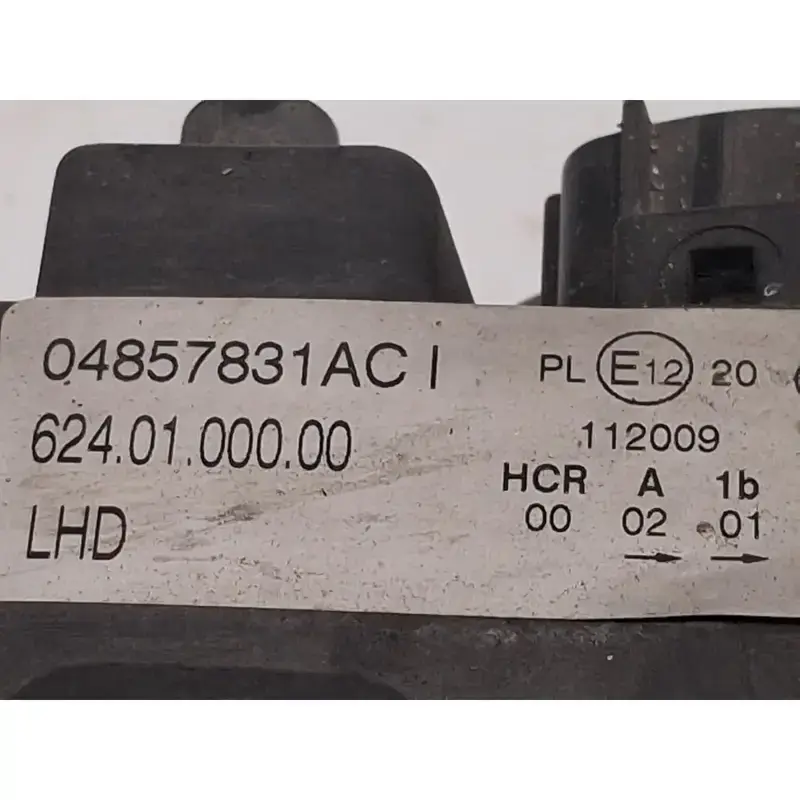 04857831AC I
624.01.000.00
LHD
PL E12 20
112009
HCR A 1b
00 02 01